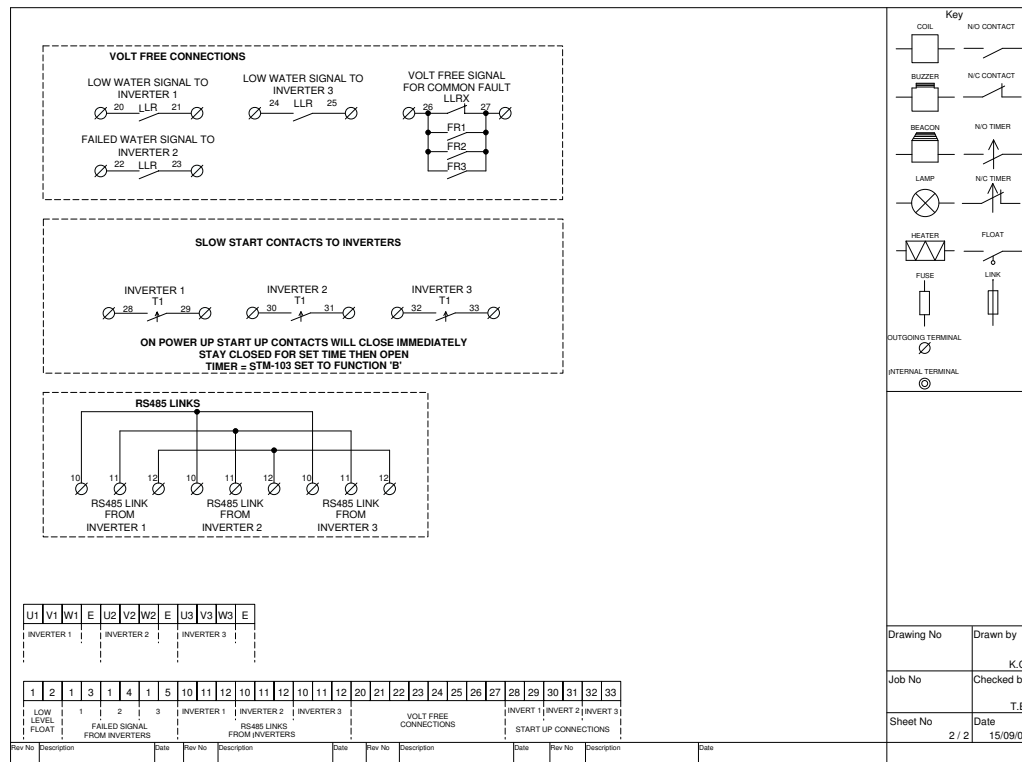 VOLT FREE CONNECTIONS
LOW WATER SIGNAL TO
INVERTER 1
20 LLR 21
LOW WATER SIGNAL TO
INVERTER 3
24 LLR 25
VOLT FREE SIGNAL
FOR COMMON FAULT
LLRX
26 27
FR1
FR2
FR3
FAILED WATER SIGNAL TO
INVERTER 2
22 LLR 23
SLOW START CONTACTS TO INVERTERS
INVERTER 1
T1
28 29
INVERTER 2
T1
30 31
INVERTER 3
T1
32 33
ON POWER UP START UP CONTACTS WILL CLOSE IMMEDIATELY
STAY CLOSED FOR SET TIME THEN OPEN
TIMER = STM-103 SET TO FUNCTION 'B'
RS485 LINKS
10 11 12 10 11 12 10 11 12
RS485 LINK
FROM
INVERTER 1
RS485 LINK
FROM
INVERTER 2
RS485 LINK
FROM
INVERTER 3
U1 V1 W1 E U2 V2 W2 E U3 V3 W3 E
INVERTER 1 INVERTER 2 INVERTER 3
1 2 1 3 1 4 1 5 10 11 12 10 11 12 10 11 12 20 21 22 23 24 25 26 27 28 29 30 31 32 33
LOW
LEVEL
FLOAT
1 2 3
FAILED SIGNAL
FROM INVERTERS
INVERTER 1 INVERTER 2 INVERTER 3
RS485 LINKS
FROM INVERTERS
VOLT FREE
CONNECTIONS
INVERT 1 INVERT 2 INVERT 3
START UP CONNECTIONS
Rev No Description Date Rev No Description Date Rev No Description Date Rev No Description Date
Key
COIL N/O CONTACT
BUZZER N/C CONTACT
BEACON N/O TIMER
LAMP N/C TIMER
HEATER FLOAT
FUSE LINK
OUTGOING TERMINAL
INTERNAL TERMINAL
Drawing No Drawn by
Job No
Sheet No Date
2 / 2